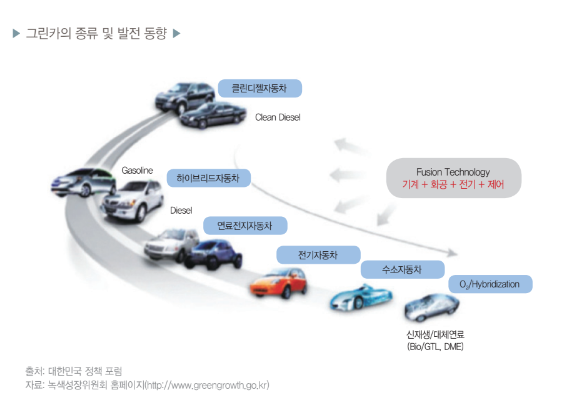 ▶ 그린카의 종류 및 발전 동향 ▶
클린디젤자동차
Clean Diesel
Gasoline
하이브리드자동차
Fusion Technology
기계 + 화공 + 전기 + 제어
Diesel
연료전지자동차
전기자동차
수소자동차
O₂/Hybridization
신재생/대체연료
(Bio/GTL, DME)
출처: 대한민국 정책 포럼
자료: 녹색성장위원회 홈페이지(http://www.greengrowth.go.kr)